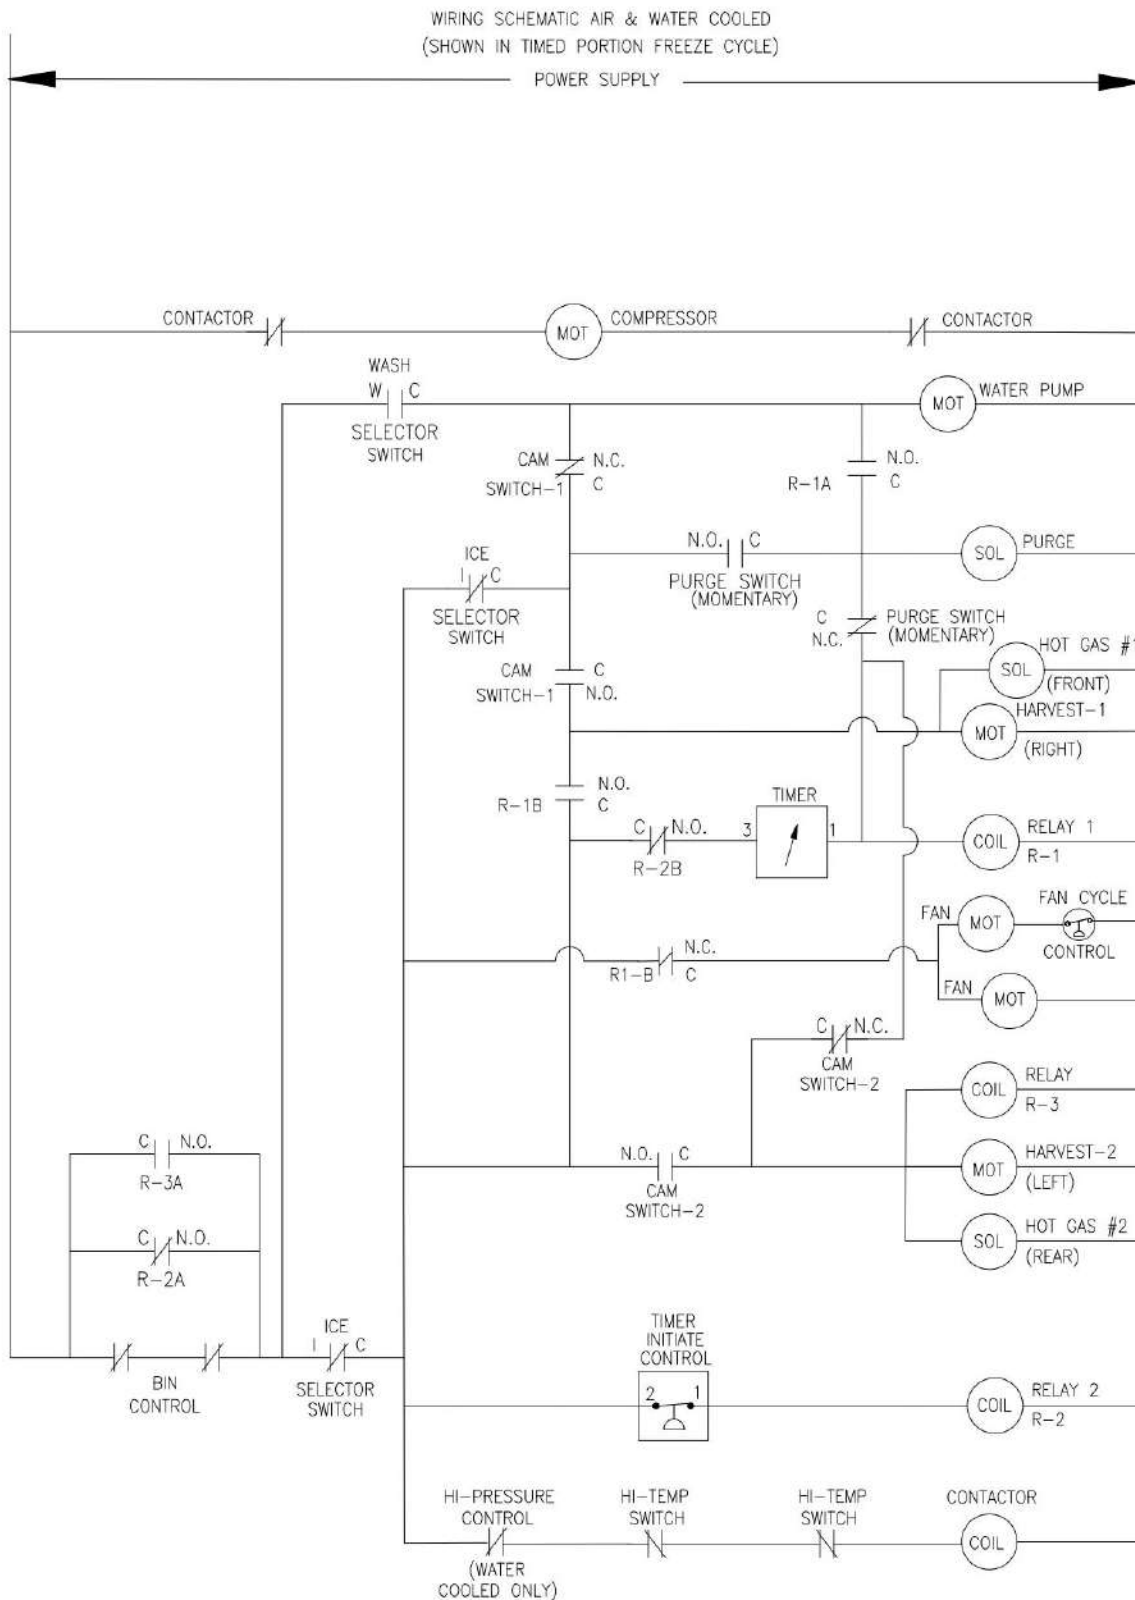 WIRING SCHEMATIC AIR & WATER COOLED
(SHOWN IN TIMED PORTION FREEZE CYCLE)
POWER SUPPLY
CONTACTOR
MOT
COMPRESSOR
CONTACTOR
WASH
W C
SELECTOR
SWITCH
MOT
WATER PUMP
CAM
SWITCH-1
N.C.
C
R-1A
N.O.
C
N.O. C
PURGE SWITCH
(MOMENTARY)
SOL
PURGE
ICE
I C
SELECTOR
SWITCH
C
N.C.
PURGE SWITCH
(MOMENTARY)
CAM
SWITCH-1
C
N.O.
HOT GAS #1
SOL
(FRONT)
HARVEST-1
MOT
(RIGHT)
R-1B
N.O.
C
C N.O.
R-2B
TIMER
3 1
COIL
RELAY 1
R-1
FAN
MOT
FAN CYCLE
CONTROL
R1-B
N.C.
C
FAN
MOT
C N.C.
CAM
SWITCH-2
COIL
RELAY
R-3
C N.O.
R-3A
N.O. C
CAM
SWITCH-2
MOT
HARVEST-2
(LEFT)
C N.O.
R-2A
SOL
HOT GAS #2
(REAR)
BIN
CONTROL
ICE
I C
SELECTOR
SWITCH
TIMER
INITIATE
CONTROL
2 1
COIL
RELAY 2
R-2
HI-PRESSURE
CONTROL
(WATER
COOLED ONLY)
HI-TEMP
SWITCH
HI-TEMP
SWITCH
CONTACTOR
COIL